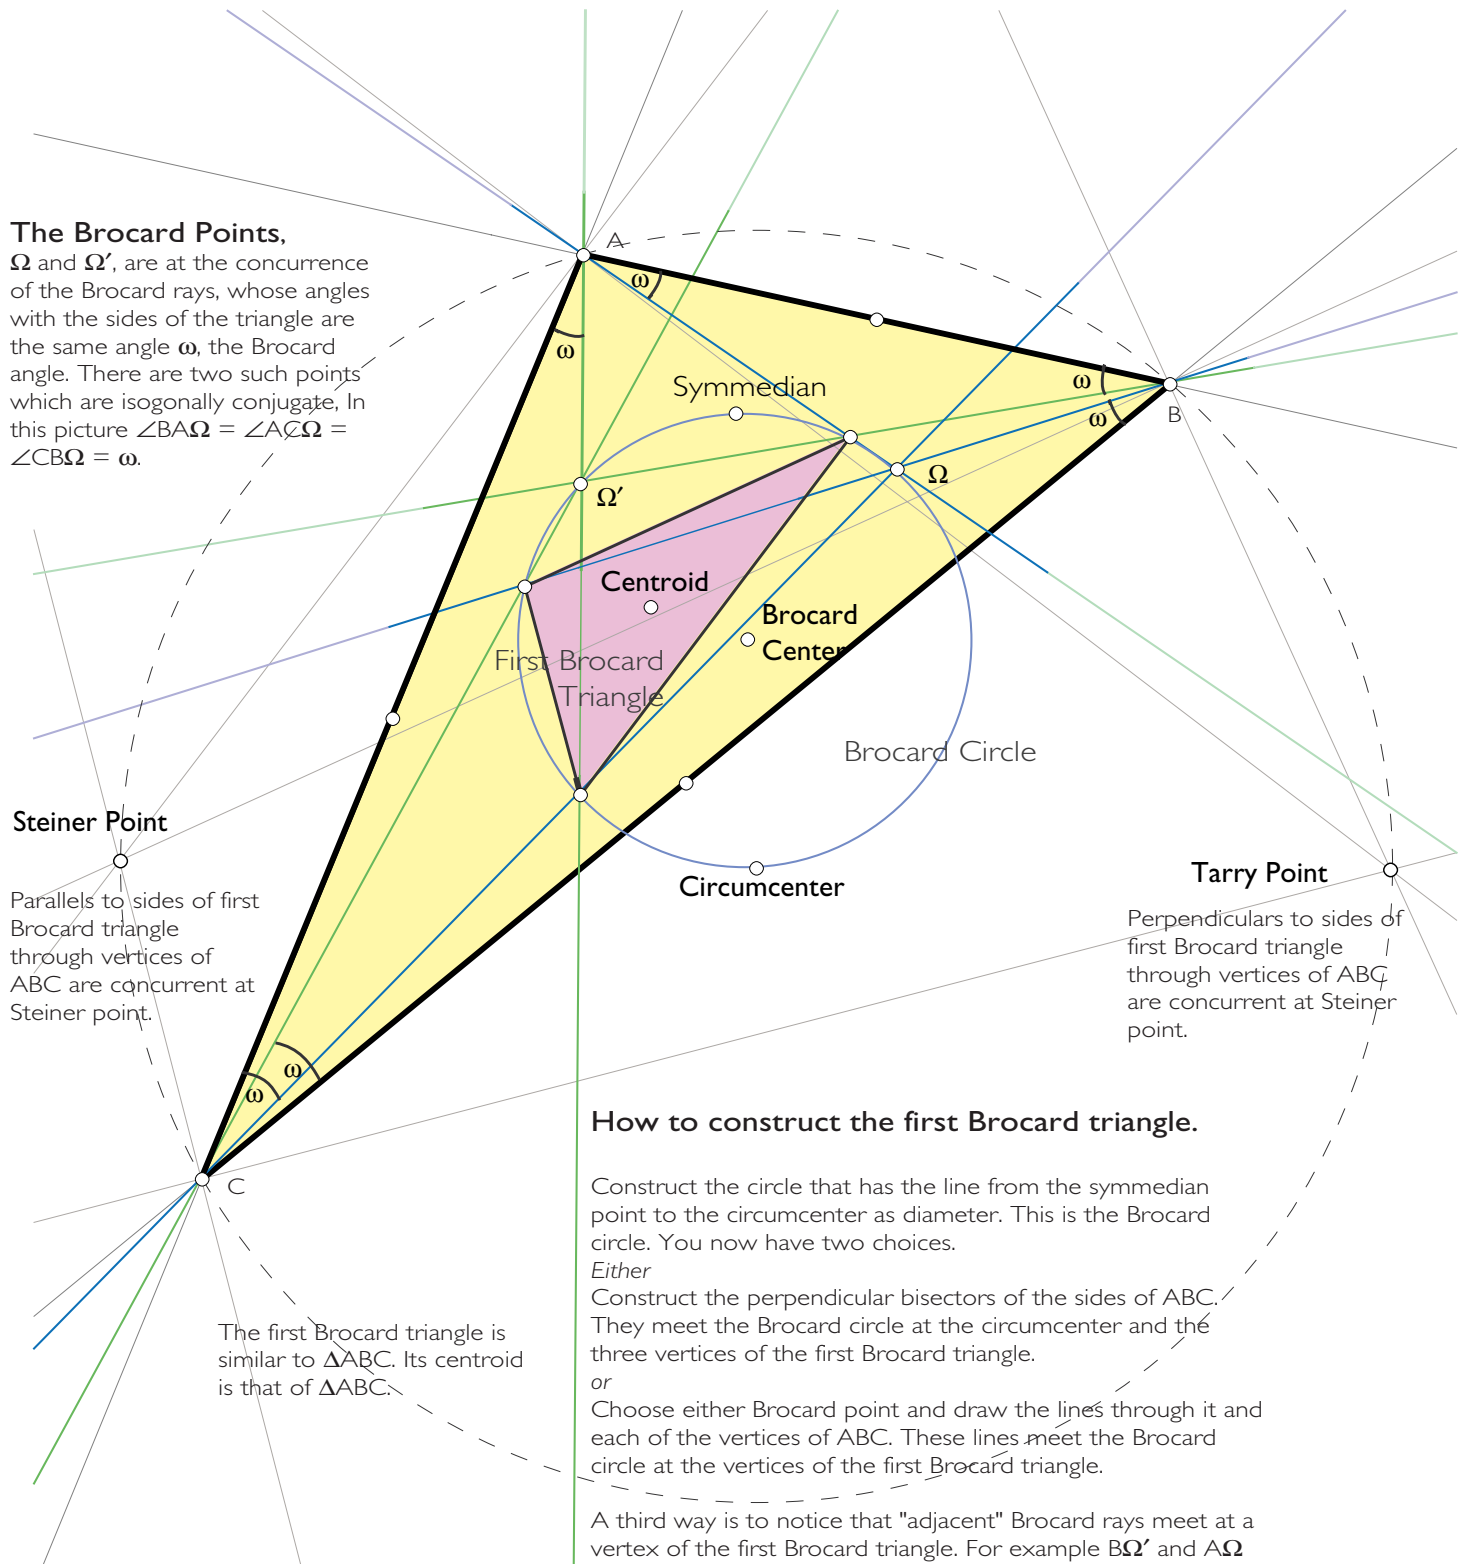 The Brocard Points,
Ω and Ω′, are at the concurrence
of the Brocard rays, whose angles
with the sides of the triangle are
the same angle ω, the Brocard
angle. There are two such points
which are isogonally conjugate, In
this picture ∠BAΩ = ∠ACΩ =
∠CBΩ = ω.
A
ω
ω
Symmedian
ω
ω
B
Ω
Ω′
Centroid
Brocard
Center
First Brocard
Triangle
Brocard Circle
Steiner Point
Parallels to sides of first
Brocard triangle
through vertices of
ABC are concurrent at
Steiner point.
Circumcenter
Tarry Point
Perpendiculars to sides of
first Brocard triangle
through vertices of ABC
are concurrent at Steiner
point.
ω
ω
C
How to construct the first Brocard triangle.
Construct the circle that has the line from the symmedian
point to the circumcenter as diameter. This is the Brocard
circle. You now have two choices.
Either
Construct the perpendicular bisectors of the sides of ABC.
They meet the Brocard circle at the circumcenter and the
three vertices of the first Brocard triangle.
or
Choose either Brocard point and draw the lines through it and
each of the vertices of ABC. These lines meet the Brocard
circle at the vertices of the first Brocard triangle.
A third way is to notice that "adjacent" Brocard rays meet at a
vertex of the first Brocard triangle. For example BΩ′ and AΩ
The first Brocard triangle is
similar to ΔABC. Its centroid
is that of ΔABC.